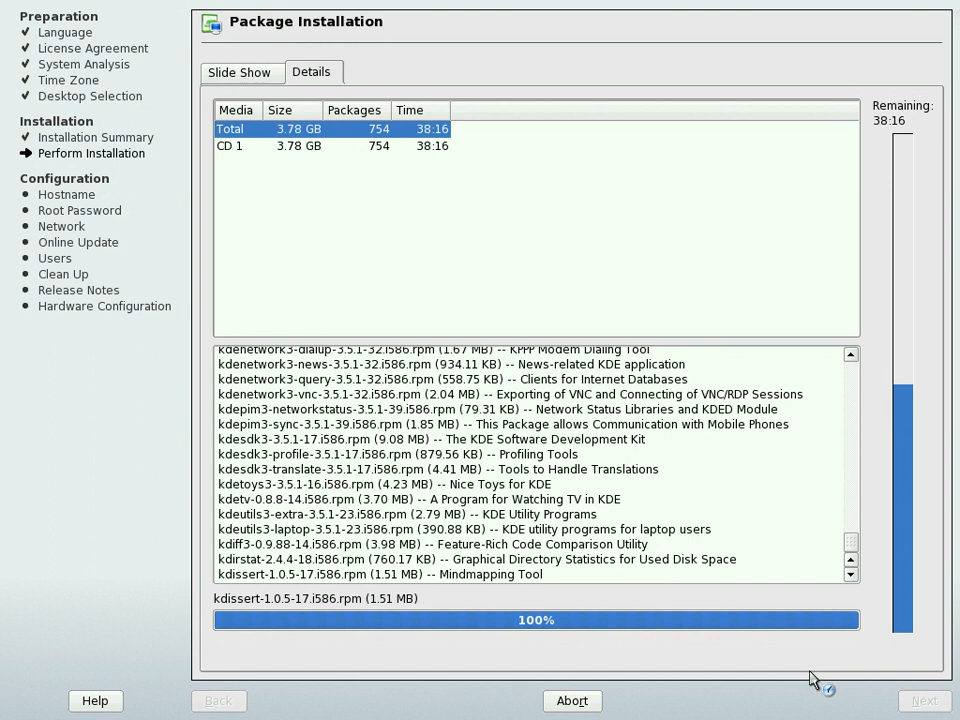 Preparation
Language
License Agreement
System Analysis
Time Zone
Desktop Selection
Installation
Installation Summary
Perform Installation
Configuration
Hostname
Root Password
Network
Online Update
Users
Clean Up
Release Notes
Hardware Configuration
Package Installation
Slide Show Details
Media Size Packages Time
Total 3.78 GB 754 38:16
CD 1 3.78 GB 754 38:16
Remaining:
38:16
kdenetwork3-dialup-3.5.1-32.i586.rpm (1.67 MB) -- KPPP Modem Dialing Tool
kdenetwork3-news-3.5.1-32.i586.rpm (934.11 KB) -- News-related KDE application
kdenetwork3-query-3.5.1-32.i586.rpm (558.75 KB) -- Clients for Internet Databases
kdenetwork3-vnc-3.5.1-32.i586.rpm (2.04 MB) -- Exporting of VNC and Connecting of VNC/RDP Sessions
kdepim3-networkstatus-3.5.1-39.i586.rpm (79.31 KB) -- Network Status Libraries and KDED Module
kdepim3-sync-3.5.1-39.i586.rpm (1.85 MB) -- This Package allows Communication with Mobile Phones
kdesdk3-3.5.1-17.i586.rpm (9.08 MB) -- The KDE Software Development Kit
kdesdk3-profile-3.5.1-17.i586.rpm (879.56 KB) -- Profiling Tools
kdesdk3-translate-3.5.1-17.i586.rpm (4.41 MB) -- Tools to Handle Translations
kdetoys3-3.5.1-16.i586.rpm (4.23 MB) -- Nice Toys for KDE
kdetv-0.8.8-14.i586.rpm (3.70 MB) -- A Program for Watching TV in KDE
kdeutils3-extra-3.5.1-23.i586.rpm (2.79 MB) -- KDE Utility Programs
kdeutils3-laptop-3.5.1-23.i586.rpm (390.88 KB) -- KDE utility programs for laptop users
kdiff3-0.9.88-14.i586.rpm (3.98 MB) -- Feature-Rich Code Comparison Utility
kdirstat-2.4.4-18.i586.rpm (760.17 KB) -- Graphical Directory Statistics for Used Disk Space
kdissert-1.0.5-17.i586.rpm (1.51 MB) -- Mindmapping Tool
kdissert-1.0.5-17.i586.rpm (1.51 MB)
100%
Help Back Abort Next